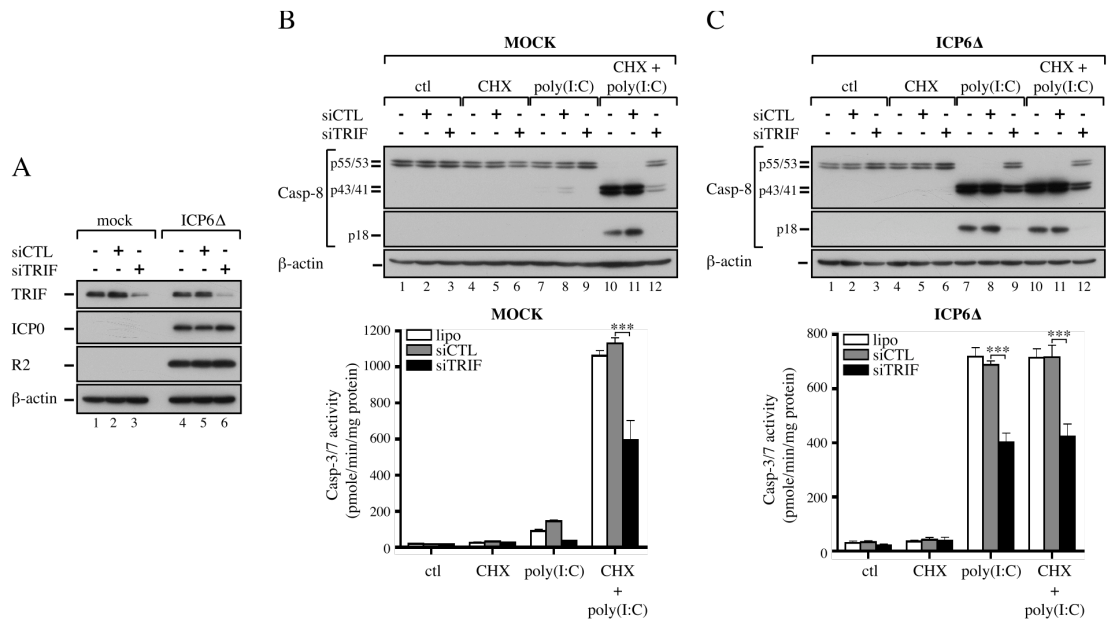 A
mock ICP6Δ
siCTL - + - - + -
siTRIF - - + - - +
TRIF
ICP0
R2
β-actin
1 2 3 4 5 6
B
MOCK
ctl CHX poly(I:C) CHX + poly(I:C)
siCTL - + - - + - - + - - + -
siTRIF - - + - - + - - + - - +
Casp-8
p55/53
p43/41
p18
β-actin
1 2 3 4 5 6 7 8 9 10 11 12
MOCK
lipo
siCTL
siTRIF
***
Casp-3/7 activity
(pmole/min/mg protein)
1200
1000
800
600
400
200
0
ctl CHX poly(I:C) CHX
+
poly(I:C)
C
ICP6Δ
ctl CHX poly(I:C) CHX + poly(I:C)
siCTL - + - - + - - + - - + -
siTRIF - - + - - + - - + - - +
Casp-8
p55/53
p43/41
p18
β-actin
1 2 3 4 5 6 7 8 9 10 11 12
ICP6Δ
lipo
siCTL
siTRIF
*** ***
Casp-3/7 activity
(pmole/min/mg protein)
800
600
400
200
0
ctl CHX poly(I:C) CHX
+
poly(I:C)